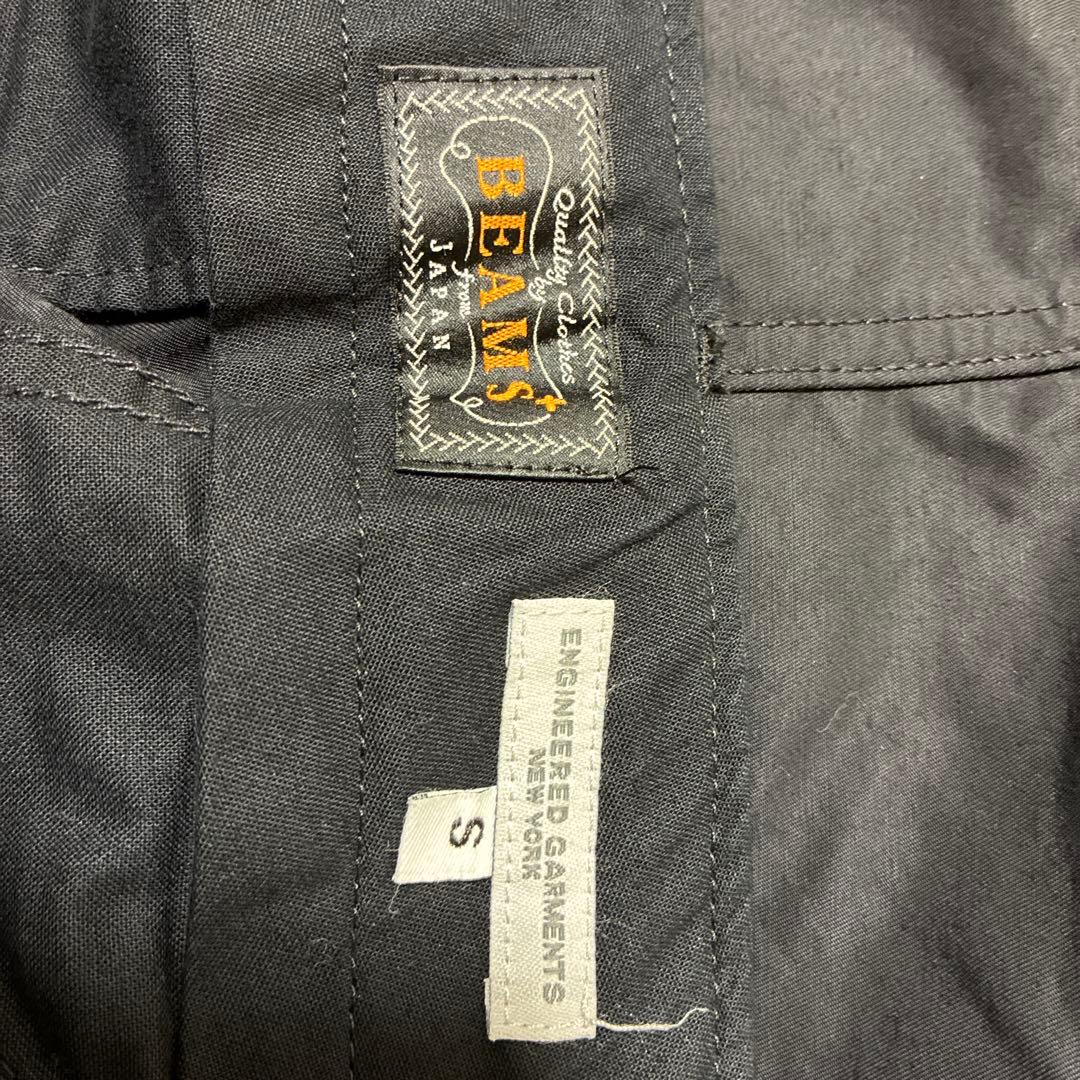 Quality Clothes
by
BEAMS+
from
JAPAN
ENGINEERED GARMENTS
NEW YORK
S